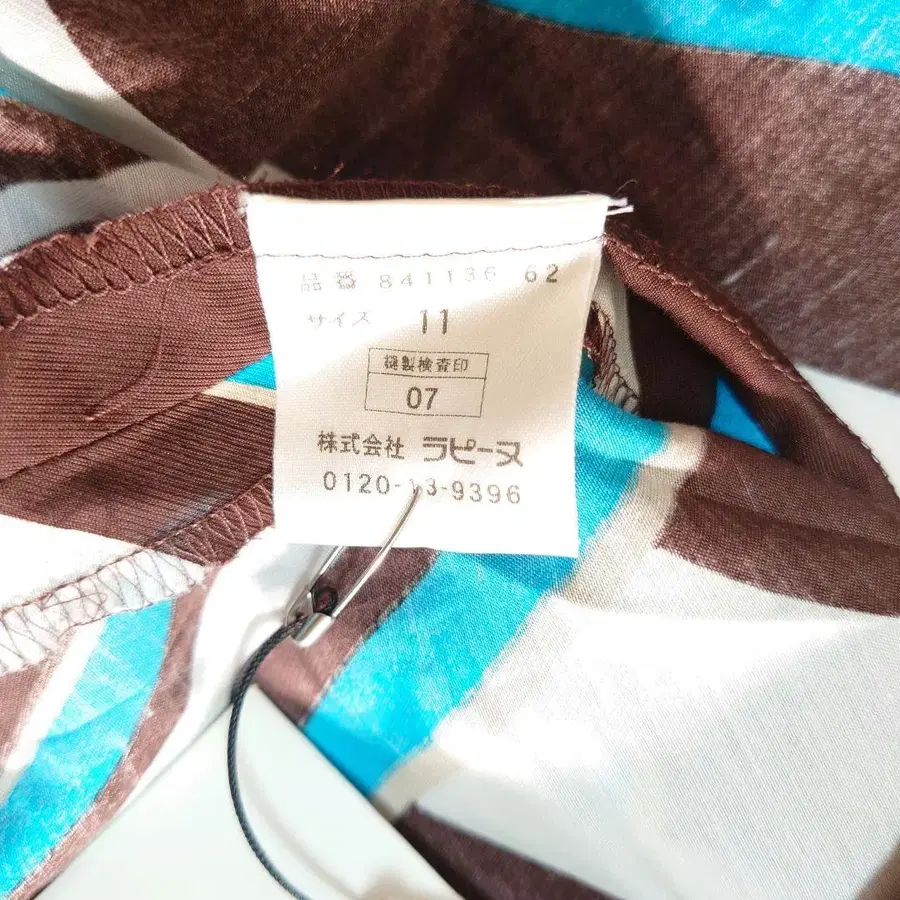 品番 841136 62
サイズ 11
縫製検査印
07
株式会社 ラピーヌ
0120-13-9396